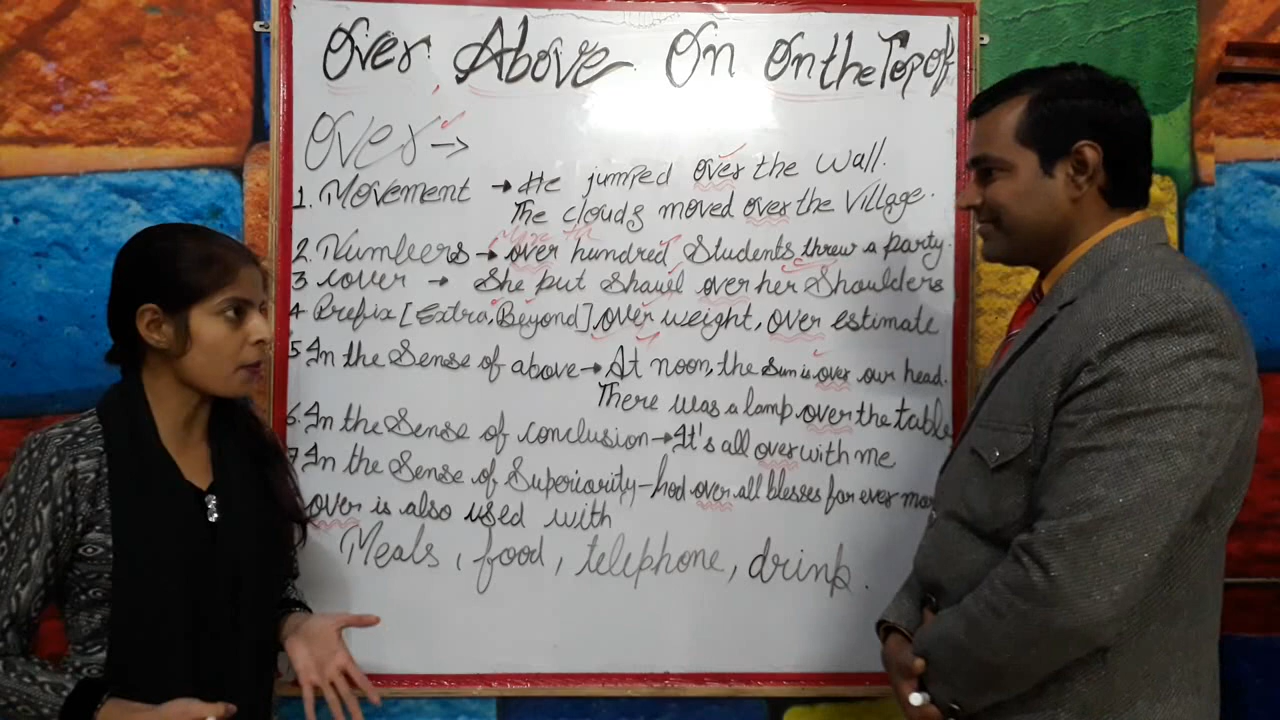 Over Above On On the Top of
Over →
1. Movement → He jumped over the Wall.
The clouds moved over the Village.
2. Numbers → over hundred Students threw a party.
3 cover → She put Shawl over her Shoulders
4 Prefix [Extra, Beyond], over weight, over estimate
5 In the Sense of above → At noon, the Sun is over our head.
There was a lamp over the table
6. In the Sense of conclusion → It's all over with me
7 In the Sense of Superiority - over all blesses for every man
over is also used with
Meals, food, telephone, drink.